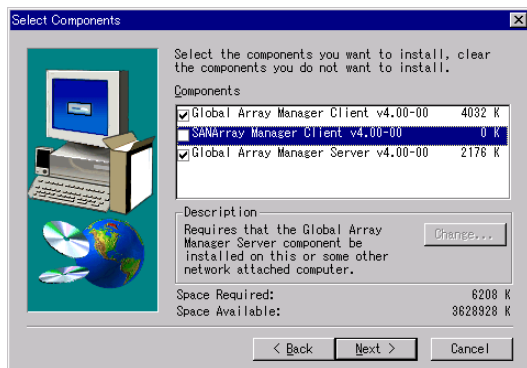 Select Components
Select the components you want to install, clear
the components you do not want to install.
Components
Global Array Manager Client v4.00-00 4032 K
SANArray Manager Client v4.00-00 0 K
Global Array Manager Server v4.00-00 2176 K
Description
Requires that the Global Array
Manager Server component be
installed on this or some other
network attached computer.
Change...
Space Required: 6208 K
Space Available: 3628928 K
< Back Next > Cancel